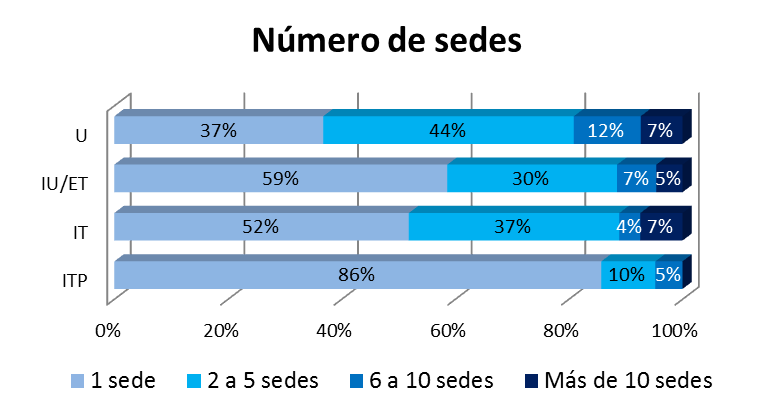 Número de sedes
U 37% 44% 12% 7%
IU/ET 59% 30% 7% 5%
IT 52% 37% 4% 7%
ITP 86% 10% 5%
0% 20% 40% 60% 80% 100%
1 sede 2 a 5 sedes 6 a 10 sedes Más de 10 sedes